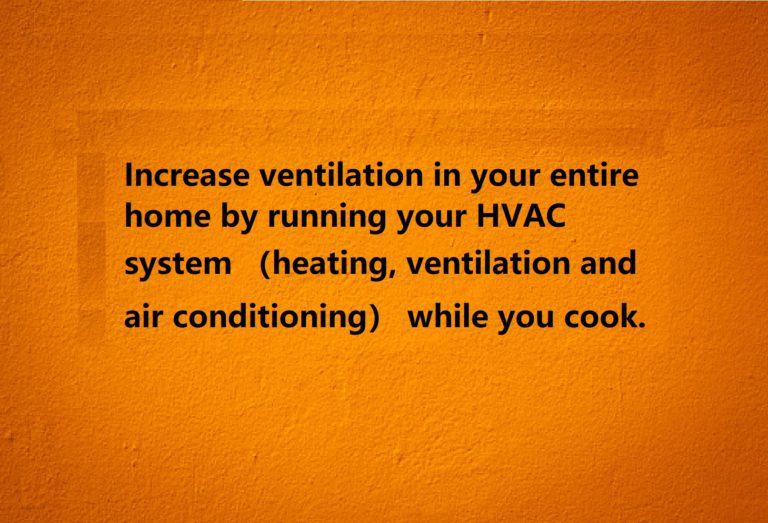 Increase ventilation in your entire
home by running your HVAC
system （heating, ventilation and
air conditioning） while you cook.